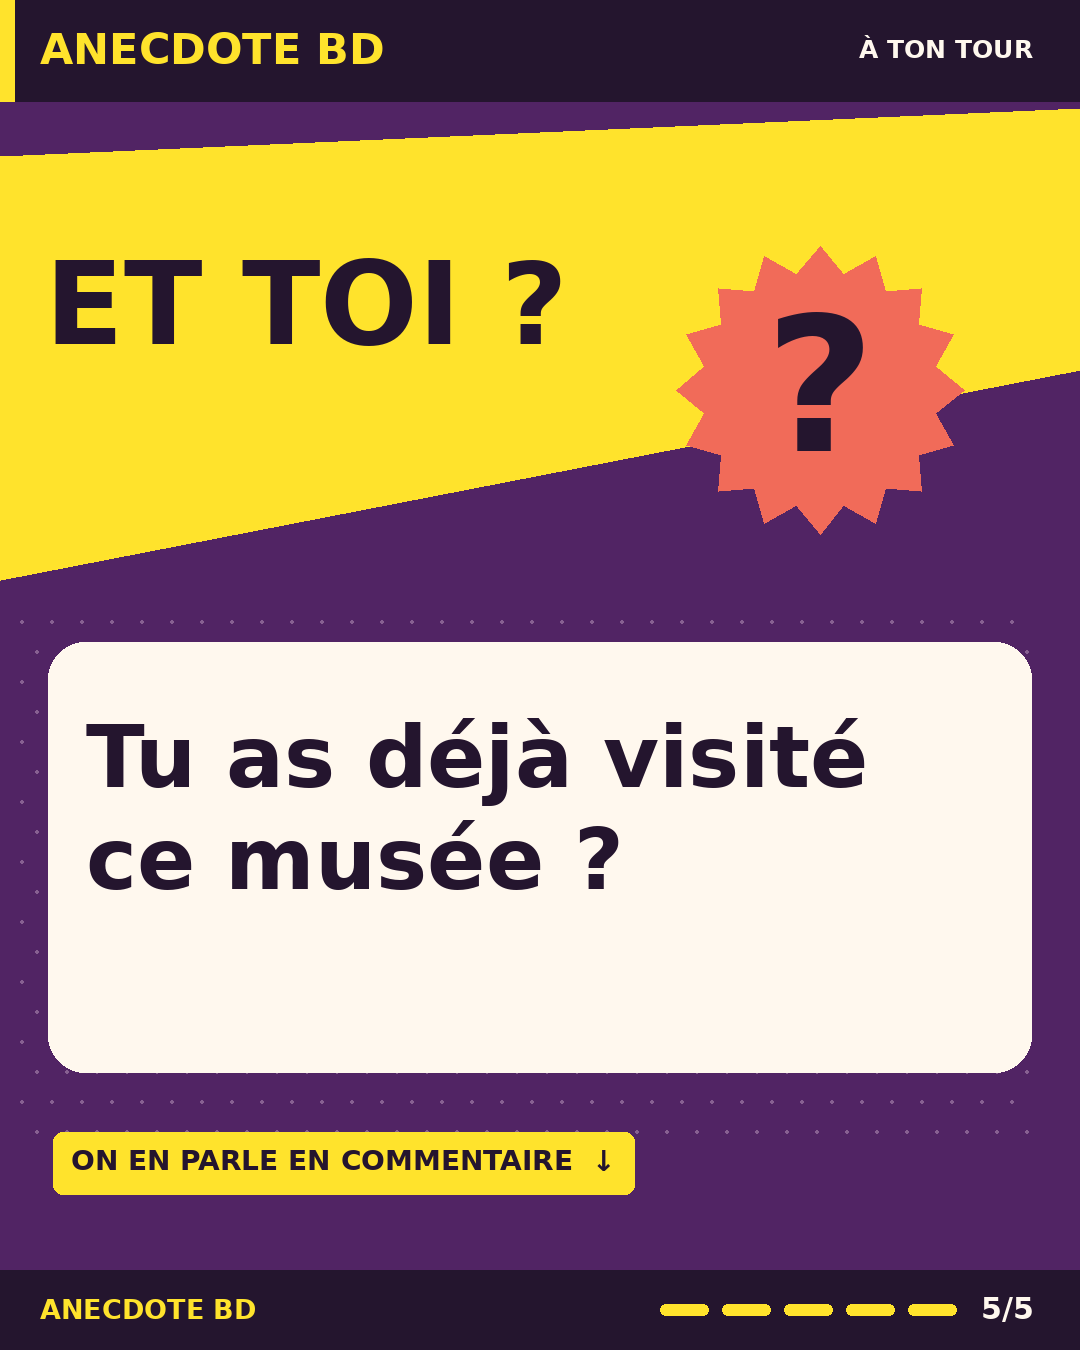 ANECDOTE BD
À TON TOUR
ET TOI ?
?
Tu as déjà visité
ce musée ?
ON EN PARLE EN COMMENTAIRE ↓
ANECDOTE BD
5/5